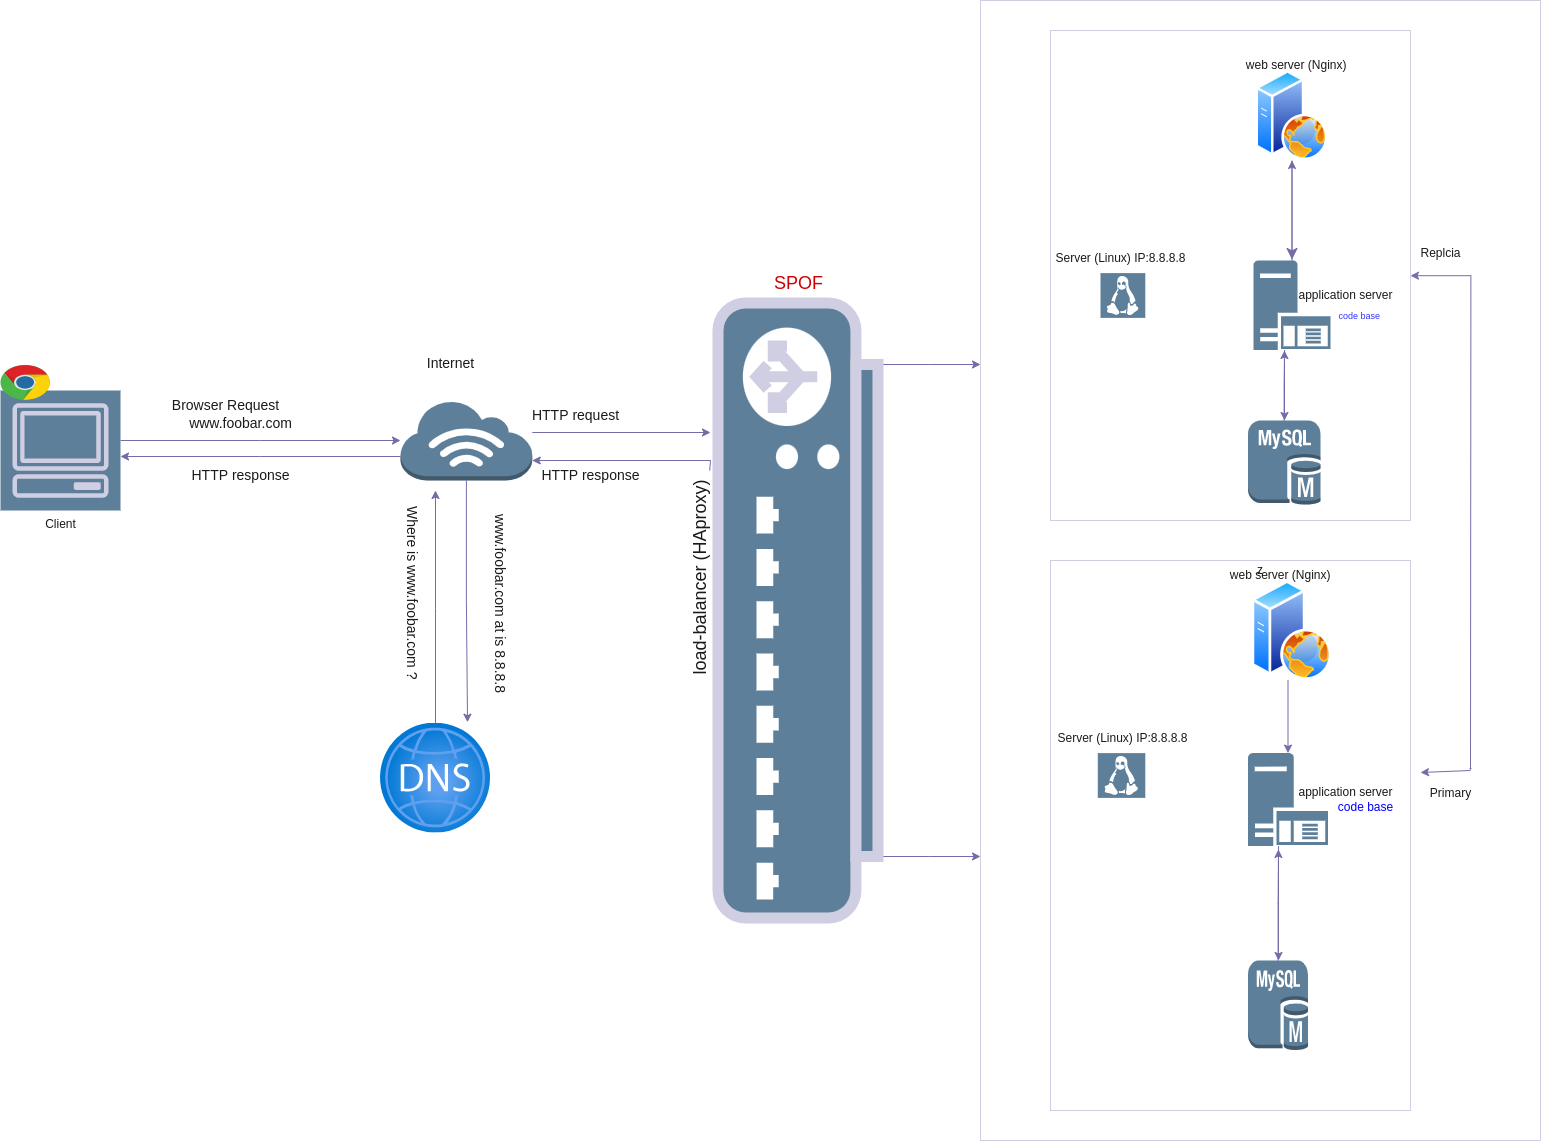 web server (Nginx)
Server (Linux) IP:8.8.8.8
Replcia
application server
code base
SPOF
Internet
Browser Request
www.foobar.com
HTTP request
HTTP response
HTTP response
MySQL
M
Client
Where is www.foobar.com ?
www.foobar.com at is 8.8.8.8
load-balancer (HAproxy)
z
web server (Nginx)
DNS
Server (Linux) IP:8.8.8.8
application server
code base
Primary
MySQL
M